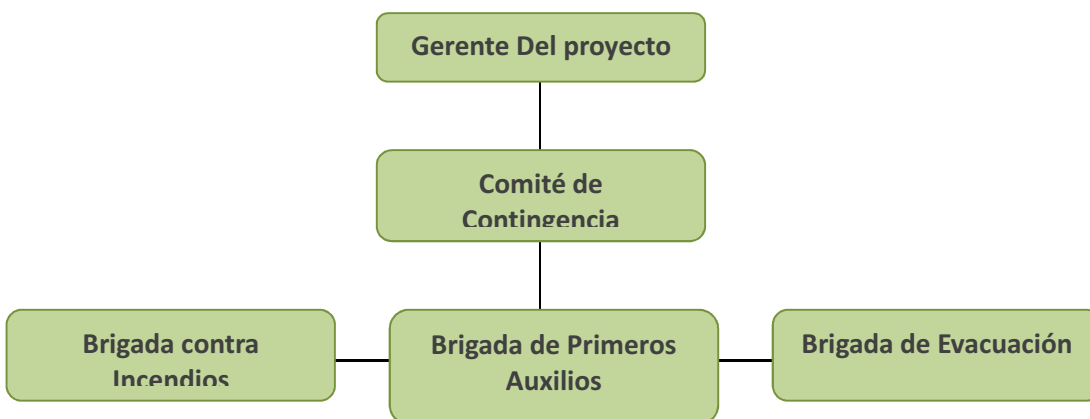 Gerente Del proyecto
Comité de
Contingencia
Brigada contra
Incendios
Brigada de Primeros
Auxilios
Brigada de Evacuación